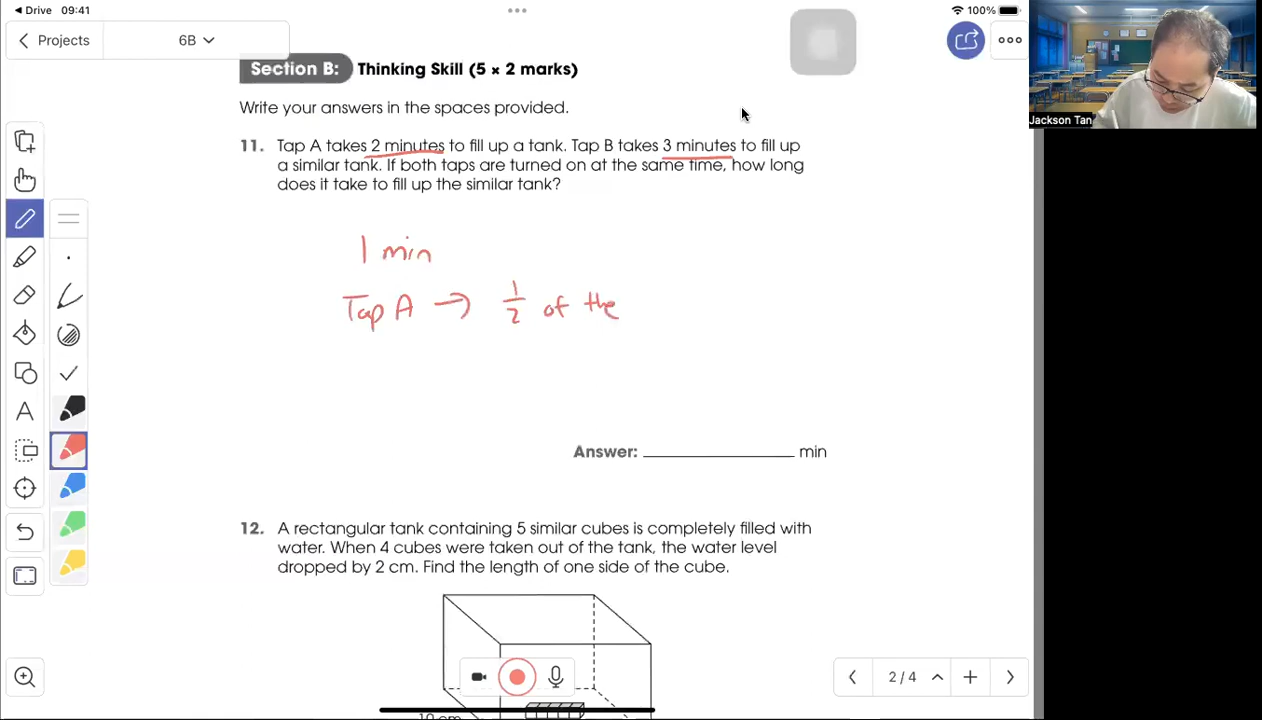 Drive 09:41
100%
Projects
6B
Section B: Thinking Skill (5 × 2 marks)
Write your answers in the spaces provided.
11. Tap A takes 2 minutes to fill up a tank. Tap B takes 3 minutes to fill up
a similar tank. If both taps are turned on at the same time, how long
does it take to fill up the similar tank?
1 min
Tap A → 1/2 of the
Answer: ____________ min
12. A rectangular tank containing 5 similar cubes is completely filled with
water. When 4 cubes were taken out of the tank, the water level
dropped by 2 cm. Find the length of one side of the cube.
10 cm
2 / 4
A
Jackson Tan